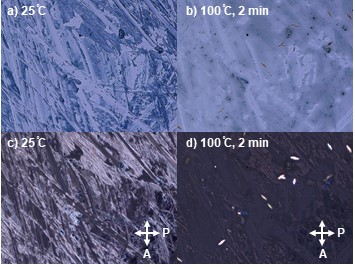 a) 25℃
b) 100℃, 2 min
c) 25℃
d) 100℃, 2 min
P
A
P
A